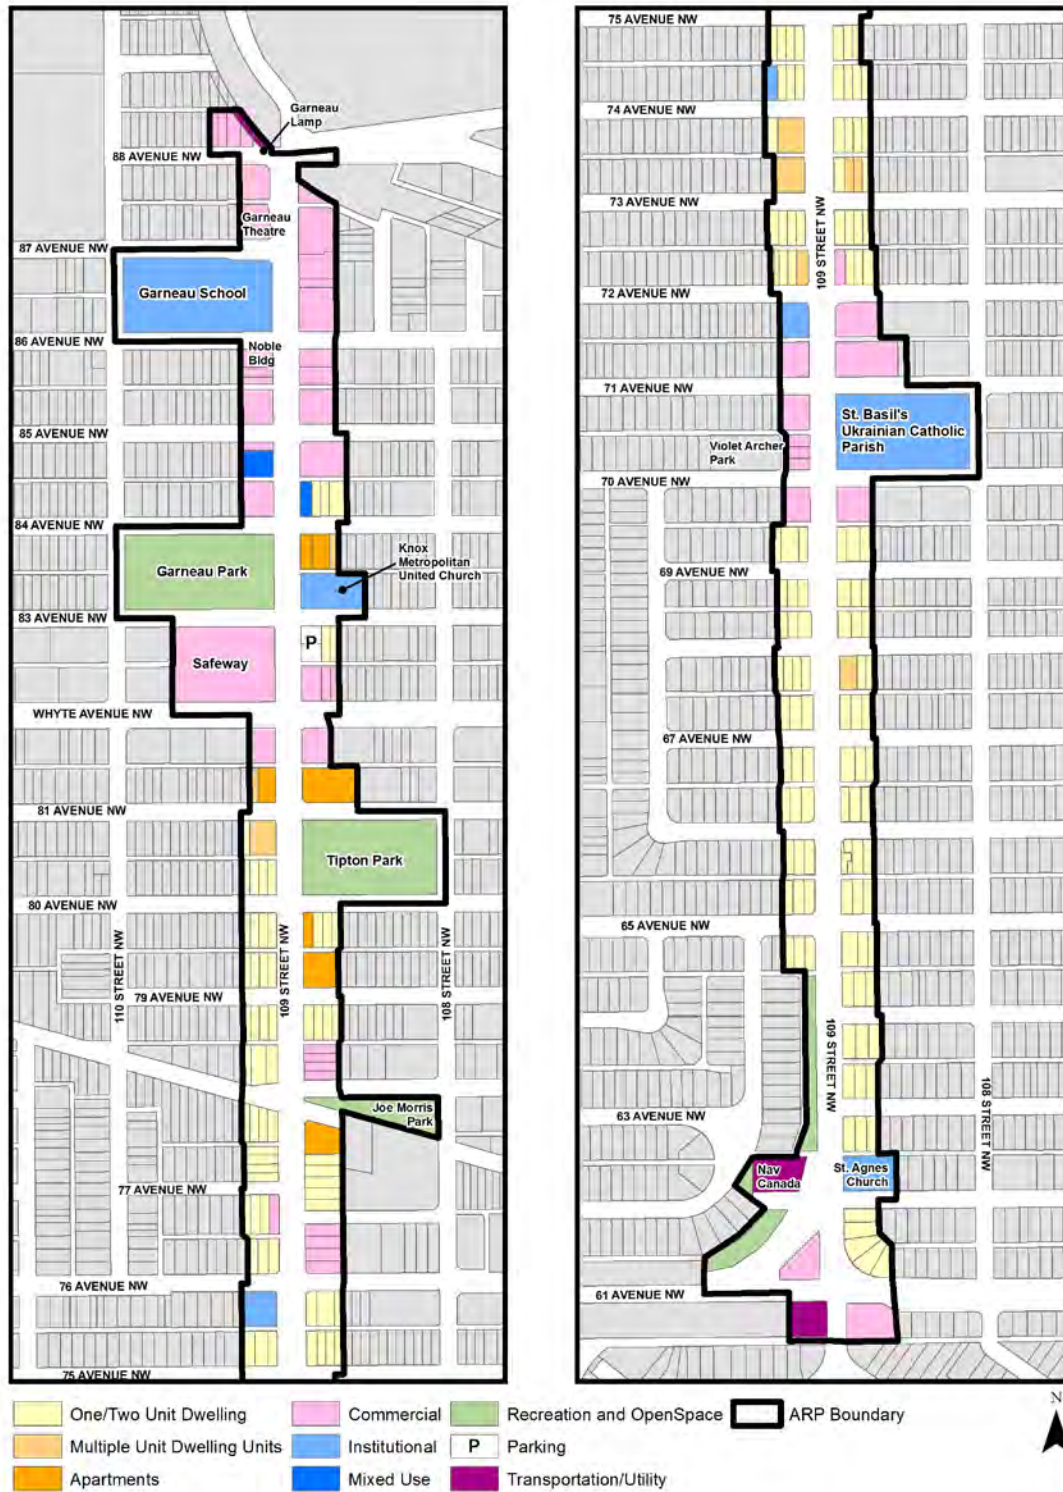 Garneau
Lamp
88 AVENUE NW
Garneau
Theatre
87 AVENUE NW
Garneau School
86 AVENUE NW
Noble
Bldg
85 AVENUE NW
84 AVENUE NW
Knox
Metropolitan
United Church
Garneau Park
83 AVENUE NW
P
Safeway
WHYTE AVENUE NW
81 AVENUE NW
Tipton Park
80 AVENUE NW
110 STREET NW
109 STREET NW
108 STREET NW
79 AVENUE NW
Joe Morris
Park
77 AVENUE NW
76 AVENUE NW
75 AVENUE NW
75 AVENUE NW
74 AVENUE NW
73 AVENUE NW
109 STREET NW
72 AVENUE NW
71 AVENUE NW
St. Basil's
Ukrainian Catholic
Parish
Violet Archer
Park
70 AVENUE NW
69 AVENUE NW
67 AVENUE NW
65 AVENUE NW
109 STREET NW
108 STREET NW
63 AVENUE NW
Nav
Canada
St. Agnes
Church
61 AVENUE NW
N
One/Two Unit Dwelling
Commercial
Recreation and OpenSpace
ARP Boundary
Multiple Unit Dwelling Units
Institutional
P Parking
Apartments
Mixed Use
Transportation/Utility